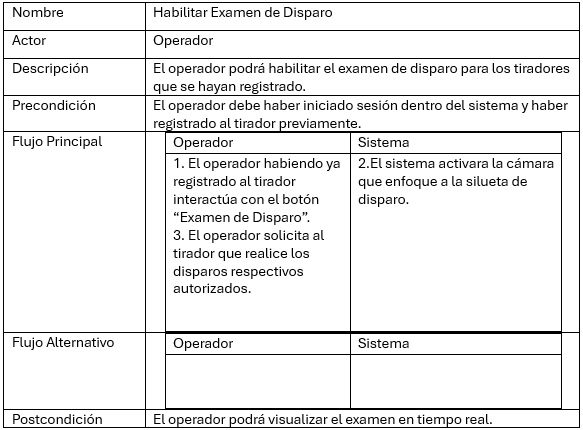 Nombre
Habilitar Examen de Disparo
Actor
Operador
Descripción
El operador podrá habilitar el examen de disparo para los tiradores
que se hayan registrado.
Precondición
El operador debe haber iniciado sesión dentro del sistema y haber
registrado al tirador previamente.
Flujo Principal
Operador
Sistema
1. El operador habiendo ya
registrado al tirador
interactúa con el botón
“Examen de Disparo”.
3. El operador solicita al
tirador que realice los
disparos respectivos
autorizados.
2.El sistema activara la cámara
que enfoque a la silueta de
disparo.
Flujo Alternativo
Operador
Sistema
Postcondición
El operador podrá visualizar el examen en tiempo real.